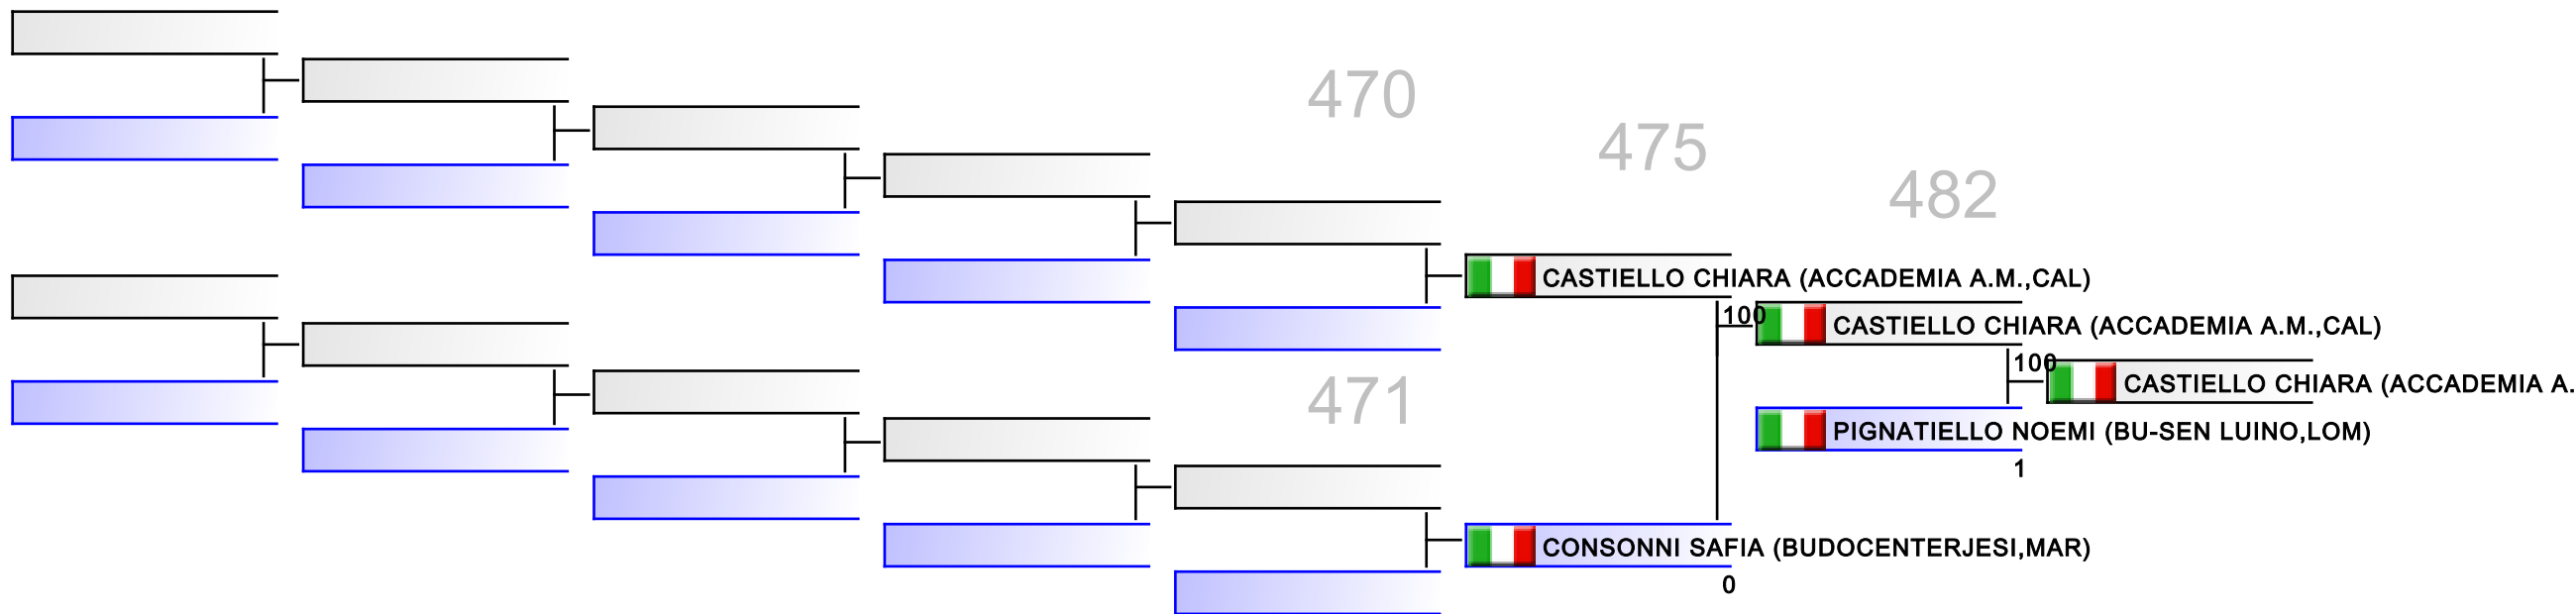 470
475
482
CASTIELLO CHIARA (ACCADEMIA A.M.,CAL)
100
CASTIELLO CHIARA (ACCADEMIA A.M.,CAL)
100
CASTIELLO CHIARA (ACCADEMIA A.
471
PIGNATIELLO NOEMI (BU-SEN LUINO,LOM)
1
CONSONNI SAFIA (BUDOCENTERJESI,MAR)
0